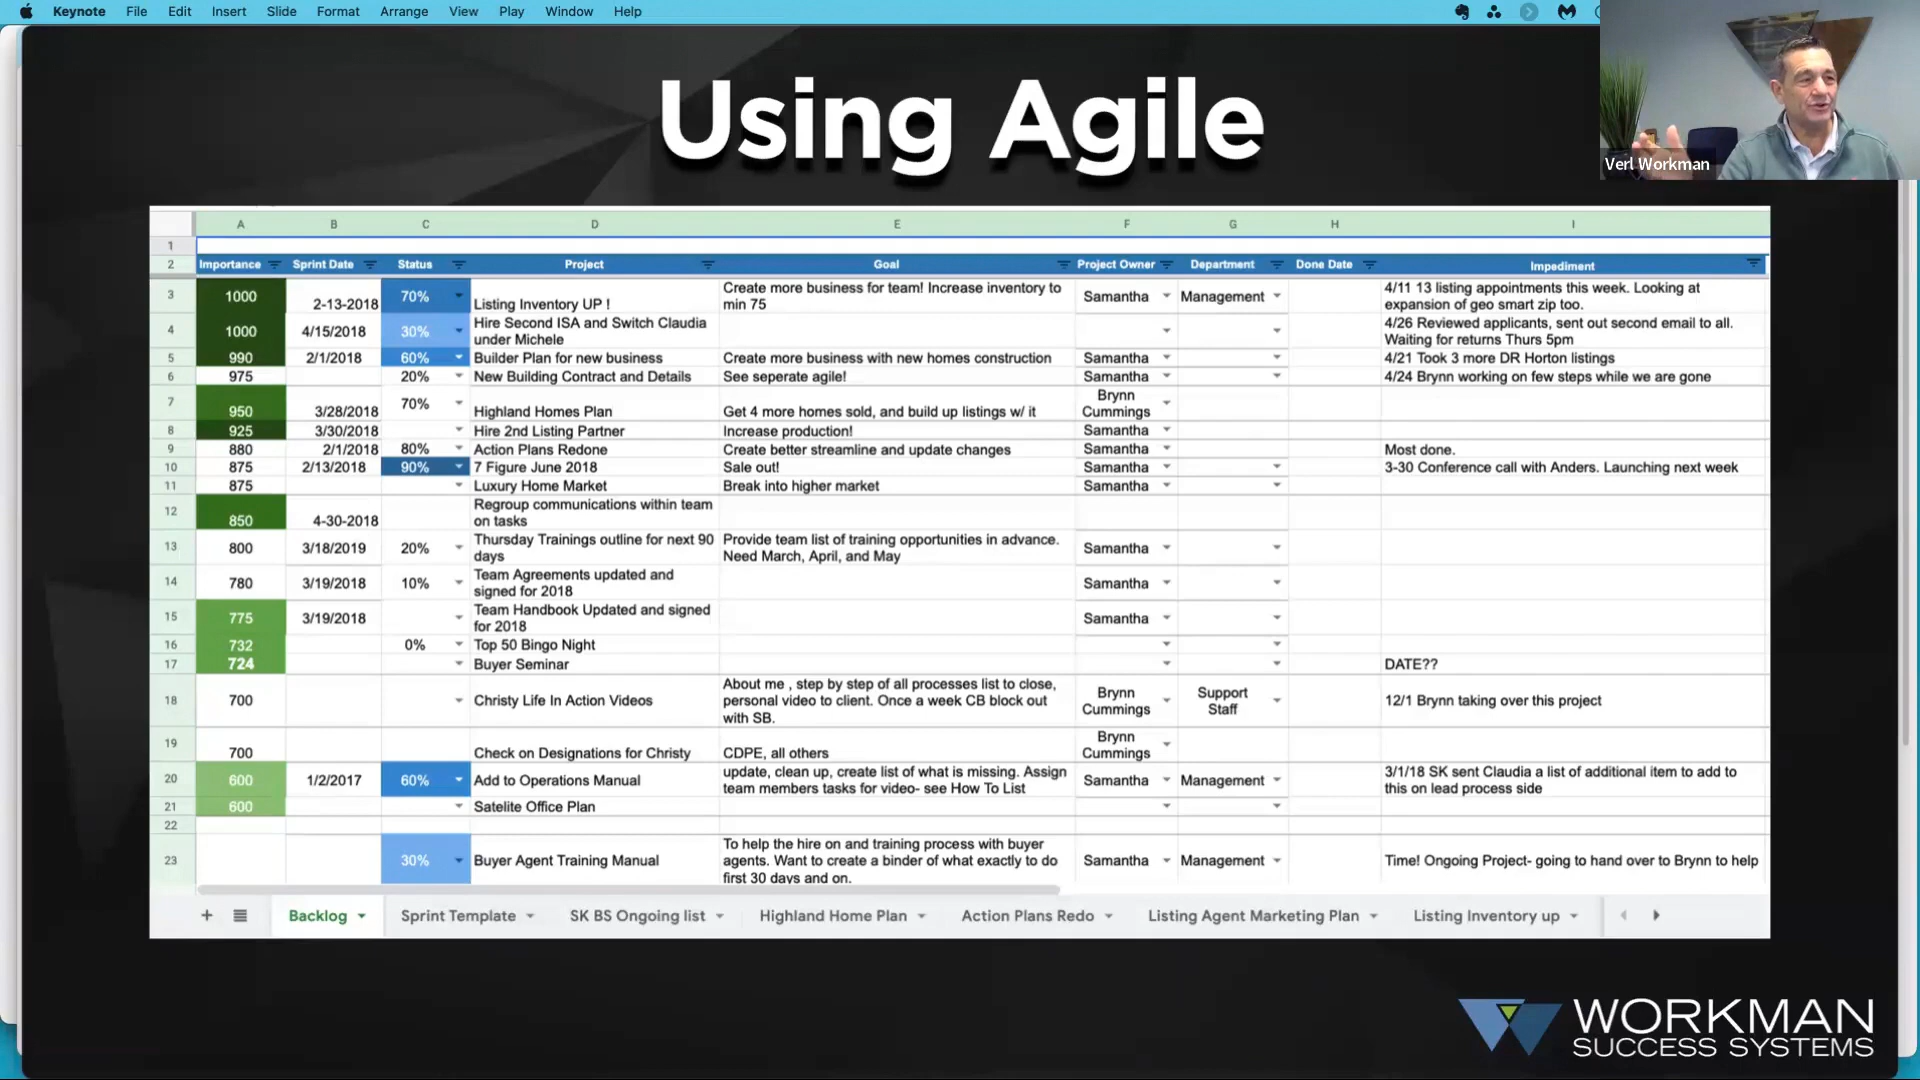 Keynote File Edit Insert Slide Format Arrange View Play Window Help
Using Agile
Verl Workman
A B C D E F G H I
1
2 Importance Sprint Date Status Project Goal Project Owner Department Done Date Impediment
3 1000 2-13-2018 70% Listing Inventory UP ! Create more business for team! Increase inventory to min 75 Samantha Management 4/11 13 listing appointments this week. Looking at expansion of geo smart zip too.
4 1000 4/15/2018 30% Hire Second ISA and Switch Claudia under Michele 4/26 Reviewed applicants, sent out second email to all. Waiting for returns Thurs 5pm
5 990 2/1/2018 60% Builder Plan for new business Create more business with new homes construction Samantha 4/21 Took 3 more DR Horton listings
6 975 20% New Building Contract and Details See seperate agile! Samantha 4/24 Brynn working on few steps while we are gone
7 950 3/28/2018 70% Highland Homes Plan Get 4 more homes sold, and build up listings w/ it Brynn Cummings
8 925 3/30/2018 Hire 2nd Listing Partner Increase production! Samantha
9 880 2/1/2018 80% Action Plans Redone Create better streamline and update changes Samantha Most done.
10 875 2/13/2018 90% 7 Figure June 2018 Sale out! Samantha 3-30 Conference call with Anders. Launching next week
11 875 Luxury Home Market Break into higher market Samantha
12 850 4-30-2018 Regroup communications within team on tasks
13 800 3/18/2019 20% Thursday Trainings outline for next 90 days Provide team list of training opportunities in advance. Need March, April, and May Samantha
14 780 3/19/2018 10% Team Agreements updated and signed for 2018 Samantha
15 775 3/19/2018 Team Handbook Updated and signed for 2018 Samantha
16 732 0% Top 50 Bingo Night
17 724 Buyer Seminar DATE??
18 700 Christy Life In Action Videos About me , step by step of all processes list to close, personal video to client. Once a week CB block out with SB. Brynn Cummings Support Staff 12/1 Brynn taking over this project
19 700 Check on Designations for Christy CDPE, all others Brynn Cummings
20 600 1/2/2017 60% Add to Operations Manual update, clean up, create list of what is missing. Assign team members tasks for video- see How To List Samantha Management 3/1/18 SK sent Claudia a list of additional item to add to this on lead process side
21 600 Satelite Office Plan
22
23 30% Buyer Agent Training Manual To help the hire on and training process with buyer agents. Want to create a binder of what exactly to do first 30 days and on. Samantha Management Time! Ongoing Project- going to hand over to Brynn to help
Backlog Sprint Template SK BS Ongoing list Highland Home Plan Action Plans Redo Listing Agent Marketing Plan Listing Inventory up
WORKMAN
SUCCESS SYSTEMS